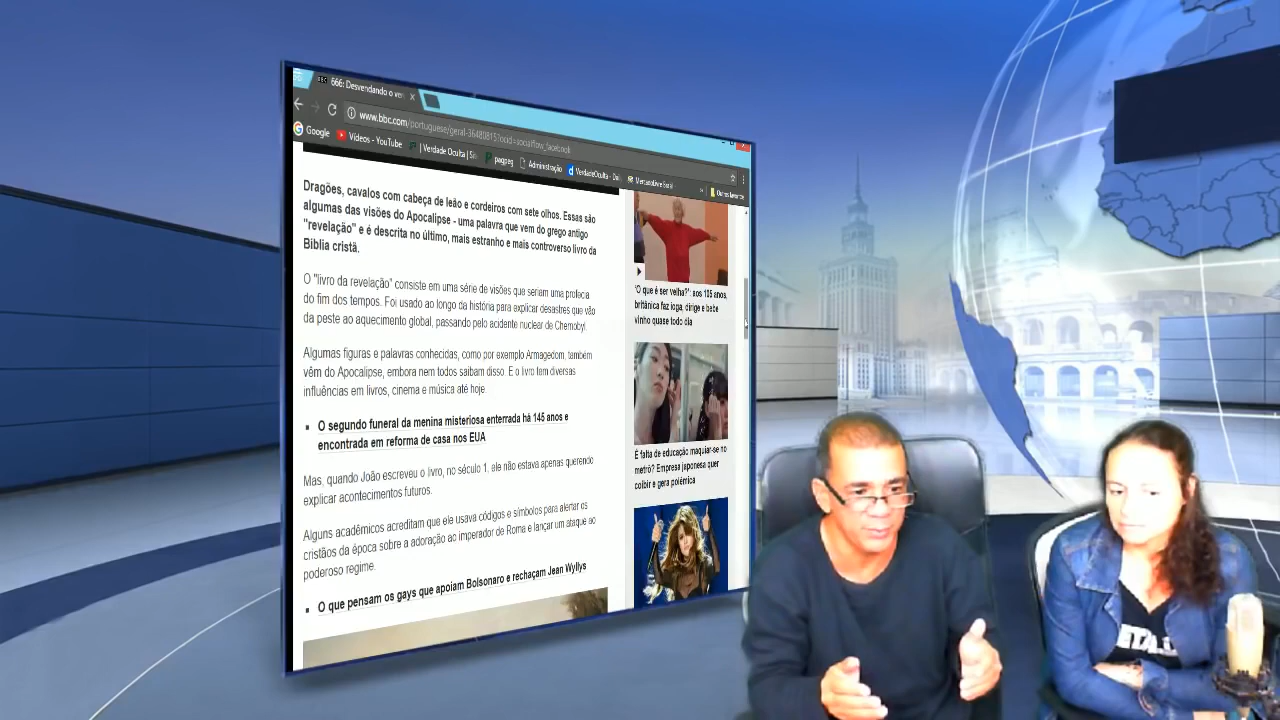 666: Desvendando o ver
www.bbc.com/portuguese/geral-36480815?ocid=socialflow_facebook
Google Vídeos - YouTube | Verdade Oculta | Si pagpeg Administração VerdadeOculta - Da MercanteLivre Brasil Outros favoritos
Dragões, cavalos com cabeça de leão e cordeiros com sete olhos. Essas são
algumas das visões do Apocalipse - uma palavra que vem do grego antigo
"revelação" e é descrita no último, mais estranho e mais controverso livro da
Bíblia cristã.
O "livro da revelação" consiste em uma série de visões que seriam uma profecia
do fim dos tempos. Foi usado ao longo da história para explicar desastres que vão
da peste ao aquecimento global, passando pelo acidente nuclear de Chernobyl.
Algumas figuras e palavras conhecidas, como por exemplo Armagedom, também
vêm do Apocalipse, embora nem todos saibam disso. E o livro tem diversas
influências em livros, cinema e música até hoje.
O segundo funeral da menina misteriosa enterrada há 145 anos e
encontrada em reforma de casa nos EUA
Mas, quando João escreveu o livro, no século 1, ele não estava apenas querendo
explicar acontecimentos futuros.
Alguns acadêmicos acreditam que ele usava códigos e símbolos para alertar os
cristãos da época sobre a adoração ao imperador de Roma e lançar um ataque ao
poderoso regime.
O que pensam os gays que apoiam Bolsonaro e rechaçam Jean Wyllys
'O que é ser velha?': aos 105 anos,
britânica faz ioga, dirige e bebe
vinho quase todo dia
É falta de educação maquiar-se no
metrô? Empresa japonesa quer
coibir e gera polêmica